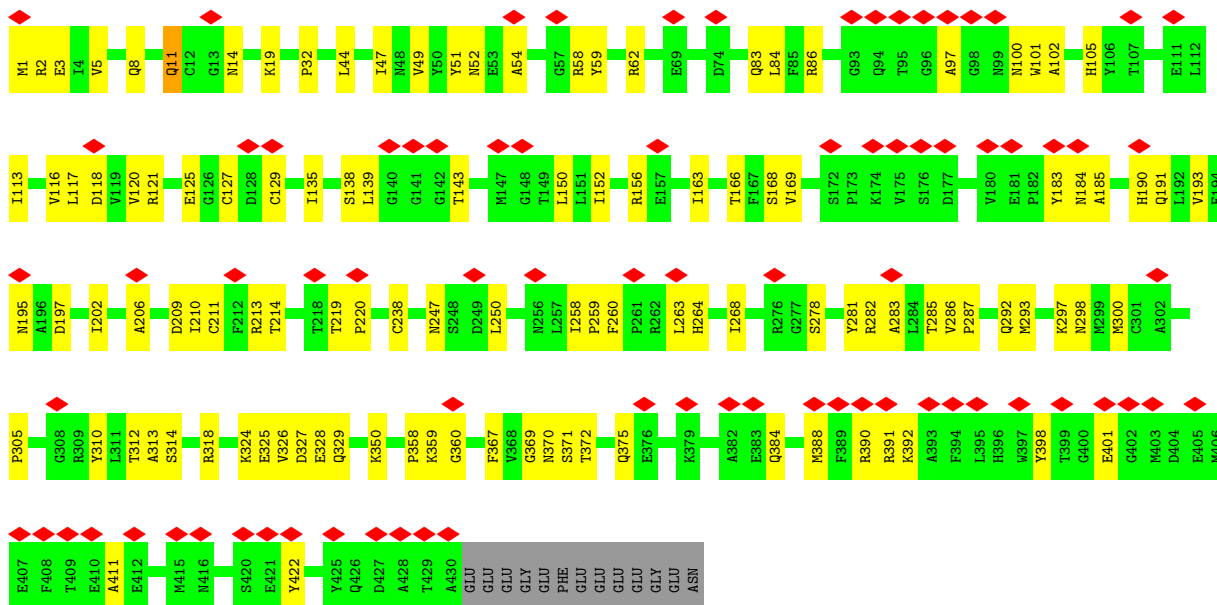 M1 R2 E3 I4 V5 Q8 Q11 C12 G13 N14 K19 P32 L44 I47 N48 V49 Y50 Y51 N52 E53 A54 G57 R58 Y59 R62 E69 D74 Q83 L84 F85 R86 G93 Q94 T95 G96 A97 G98 N99 N100 W101 A102 H105 Y106 T107 E111 L112
I113 V116 L117 D118 V119 V120 R121 E125 G126 C127 D128 C129 I135 S138 L139 G140 G141 G142 T143 M147 G148 T149 L150 L151 I152 R156 E157 I163 T166 F167 S168 V169 S172 P173 K174 V175 S176 D177 V180 E181 P182 Y183 N184 A185 H190 Q191 L192 V193 E194
N195 A196 D197 I202 A206 D209 I210 C211 F212 R213 T214 T218 T219 P220 C238 N247 S248 D249 L250 N256 L257 I258 P259 F260 P261 R262 L263 H264 I268 R276 G277 S278 Y281 R282 A283 L284 T285 V286 P287 Q292 M293 K297 N298 M299 M300 C301 A302
P305 G308 R309 Y310 L311 T312 A313 S314 R318 K324 E325 V326 D327 E328 Q329 K350 P358 K359 G360 F367 V368 G369 N370 S371 T372 Q375 E376 K379 A382 E383 Q384 M388 F389 R390 R391 K392 A393 F394 L395 H396 W397 Y398 T399 G400 E401 G402 M403 D404 E405 M406
E407 F408 T409 E410 A411 E412 M415 N416 S420 E421 Y422 Y425 Q426 D427 A428 T429 A430 GLU GLU GLU GLY GLU PHE GLU GLU GLU GLU GLY GLU ASN